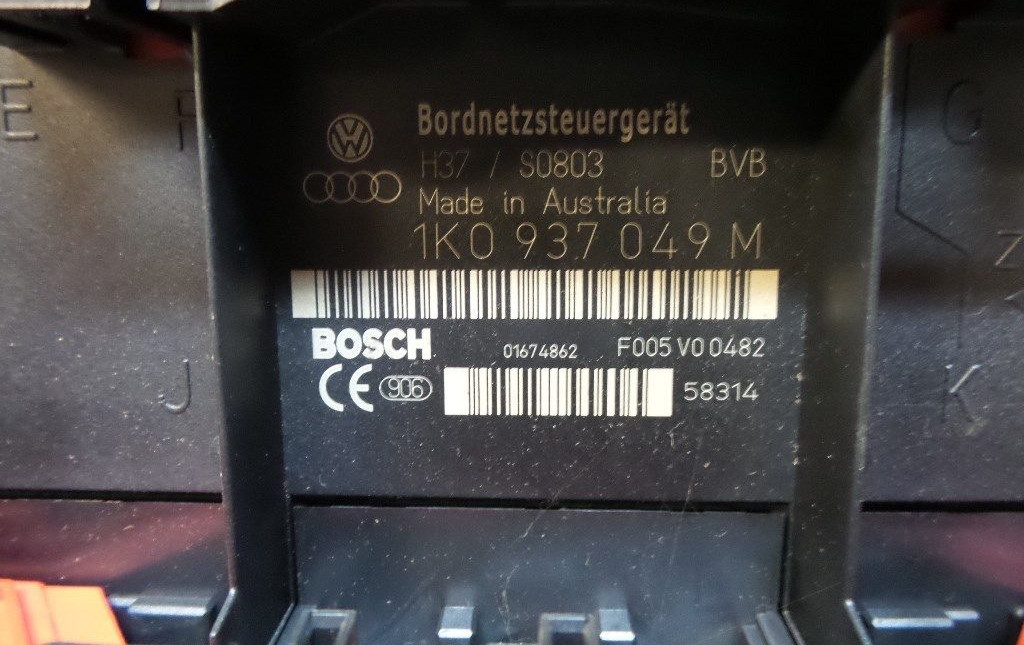 Bordnetzsteuergerät
H37 / S0803 BVB
Made in Australia
1K0 937 049 M
BOSCH 01674862 F005 V0 0482
CE 906 58314
E
F
G
Z
J
K